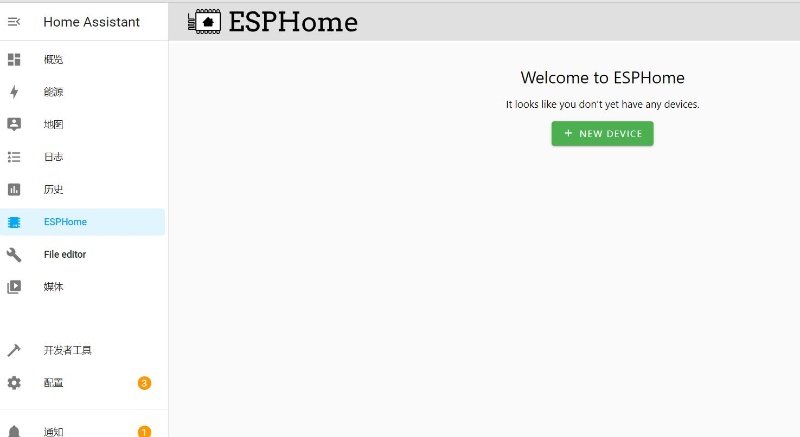 Home Assistant
概览
能源
地图
日志
历史
ESPHome
File editor
媒体
开发者工具
配置 3
通知 1
ESPHome
Welcome to ESPHome
It looks like you don't yet have any devices.
+ NEW DEVICE